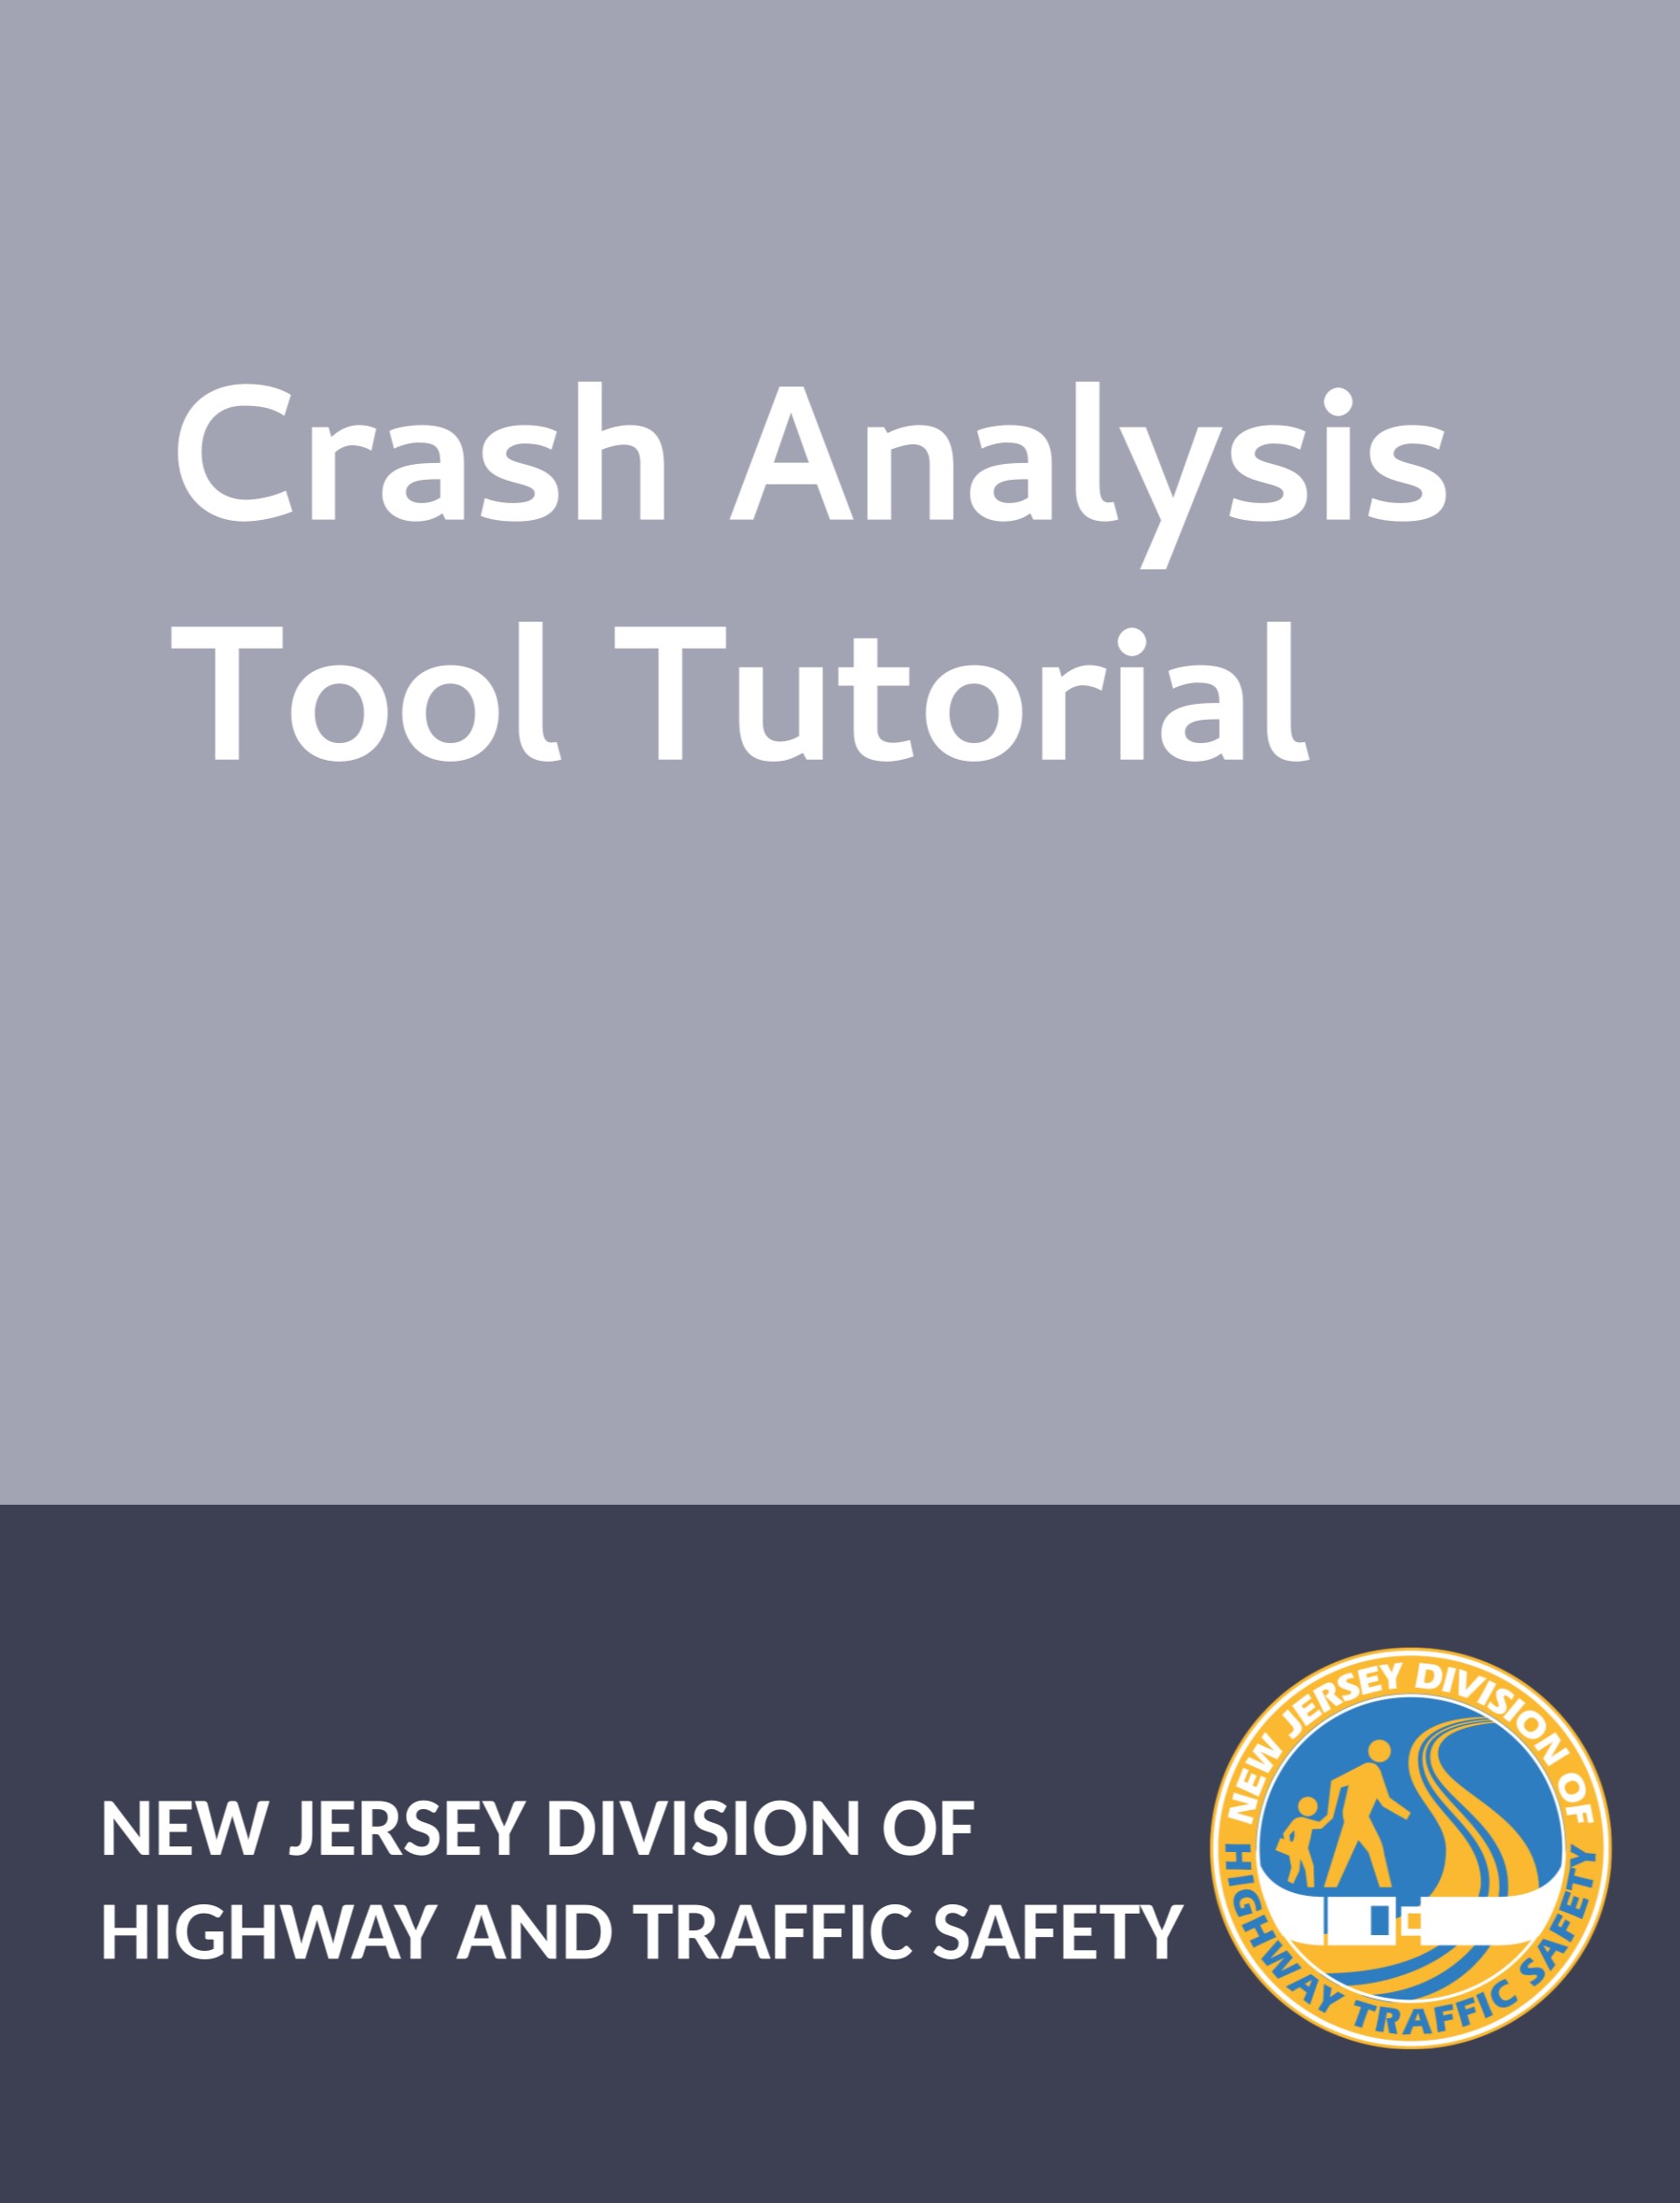 Crash Analysis
Tool Tutorial
NEW JERSEY DIVISION OF
HIGHWAY AND TRAFFIC SAFETY
NEW JERSEY DIVISION OF
HIGHWAY TRAFFIC SAFETY